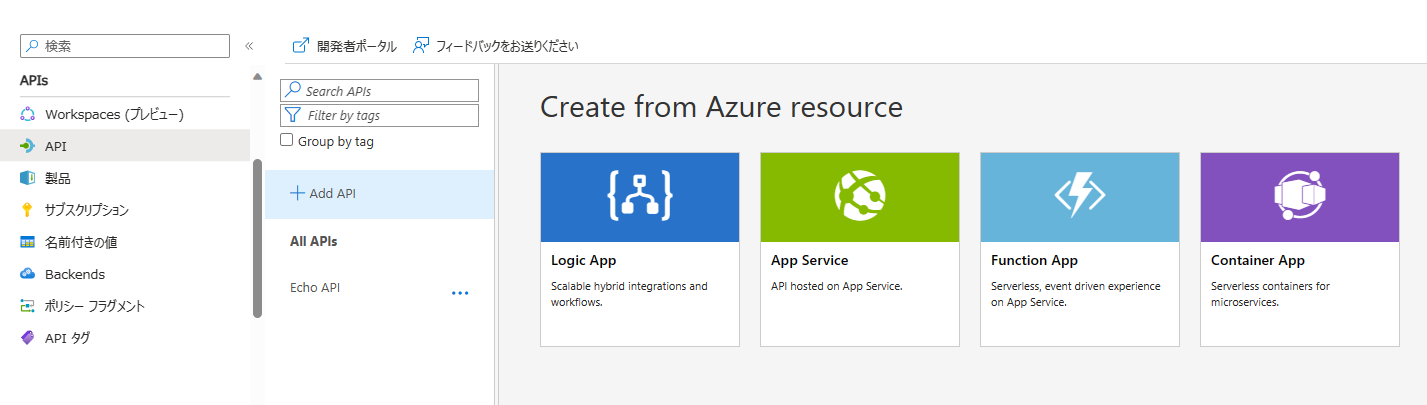 検索
«
開発者ポータル
フィードバックをお送りください
APIs
Workspaces (プレビュー)
API
製品
サブスクリプション
名前付きの値
Backends
ポリシー フラグメント
API タグ
Search APIs
Filter by tags
Group by tag
+ Add API
All APIs
Echo API
...
Create from Azure resource
Logic App
Scalable hybrid integrations and
workflows.
App Service
API hosted on App Service.
Function App
Serverless, event driven experience
on App Service.
Container App
Serverless containers for
microservices.